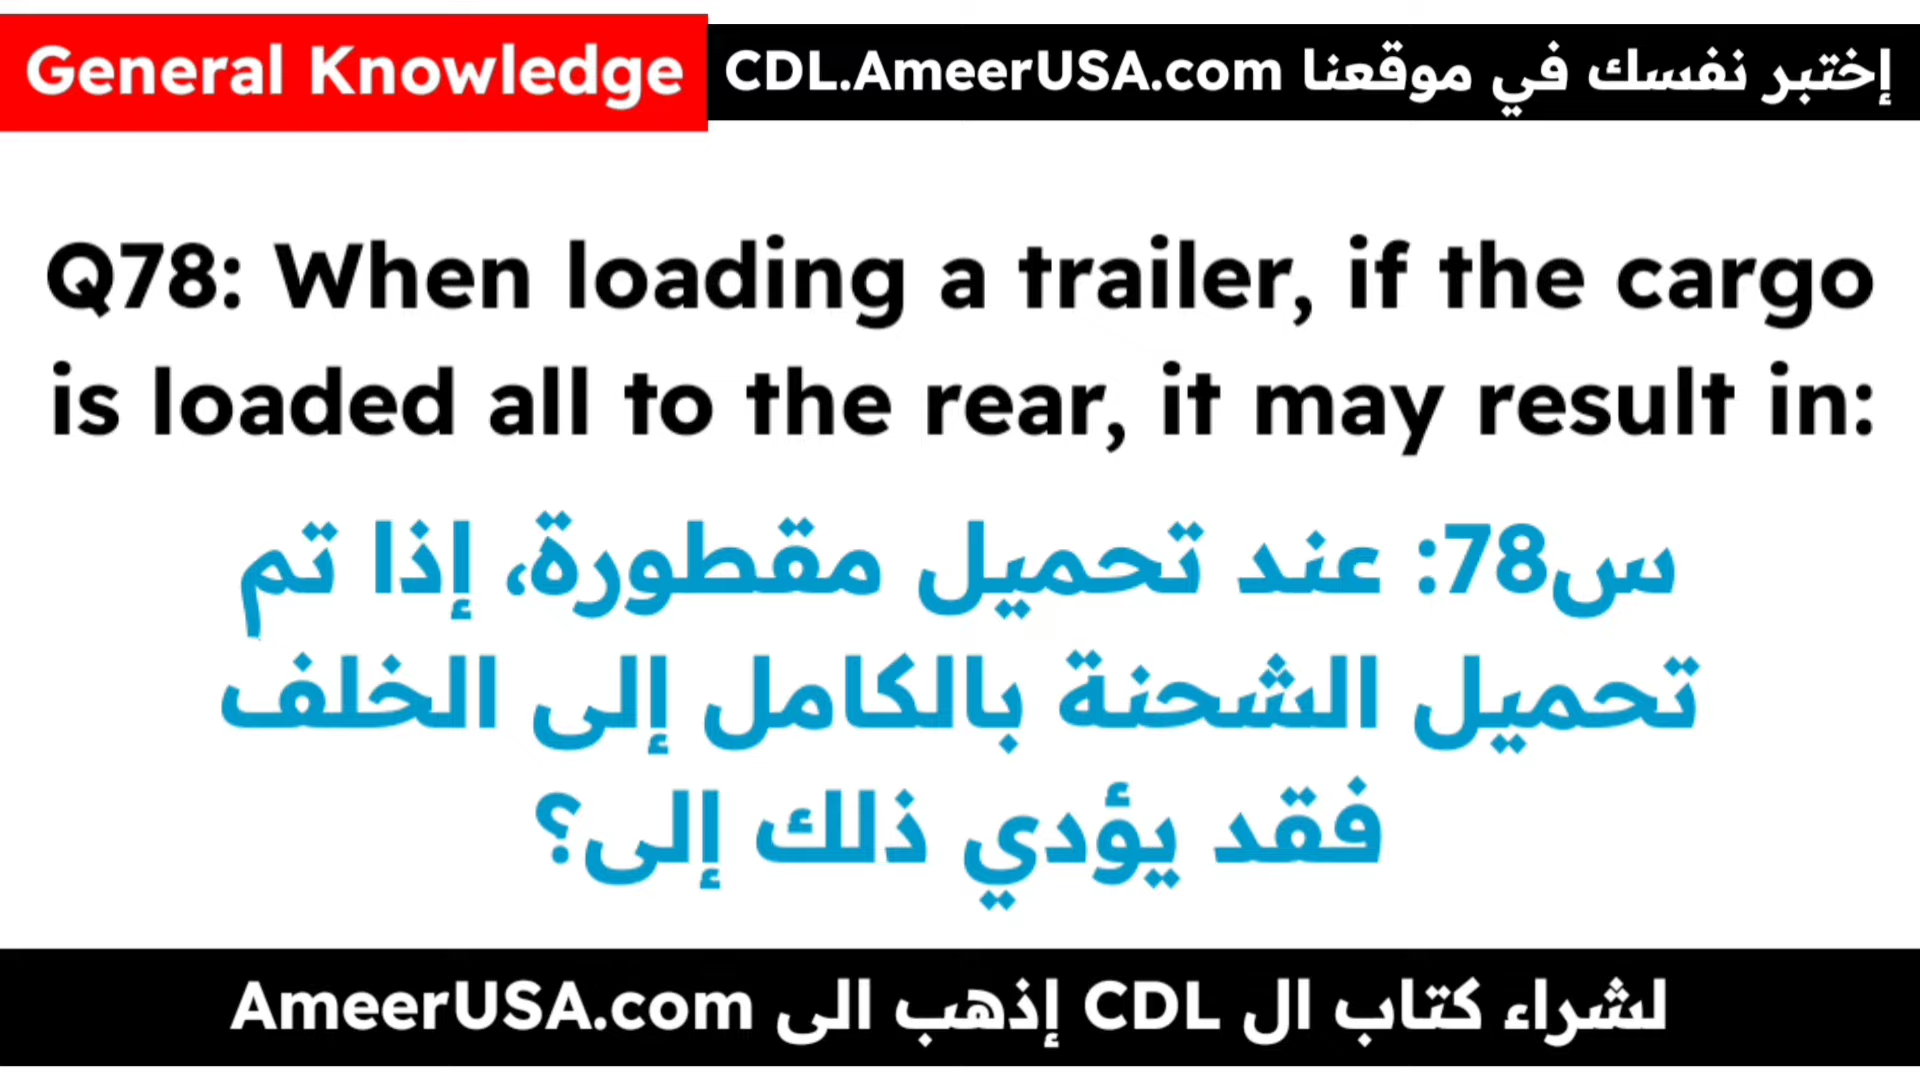 General Knowledge
إختبر نفسك في موقعنا CDL.AmeerUSA.com
Q78: When loading a trailer, if the cargo
is loaded all to the rear, it may result in:
س78: عند تحميل مقطورة، إذا تم
تحميل الشحنة بالكامل إلى الخلف
فقد يؤدي ذلك إلى؟
لشراء كتاب ال CDL إذهب الى AmeerUSA.com